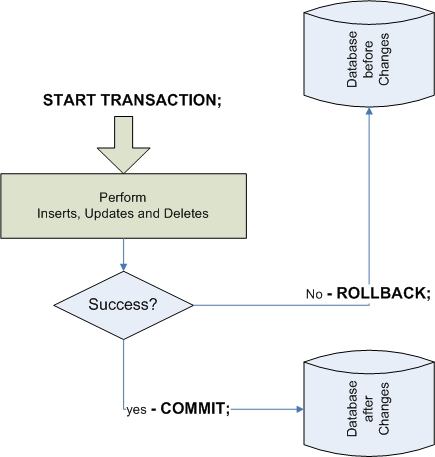 Database
before
Changes
START TRANSACTION;
Perform
Inserts, Updates and Deletes
Success?
No - ROLLBACK;
yes - COMMIT;
Database
after
Changes